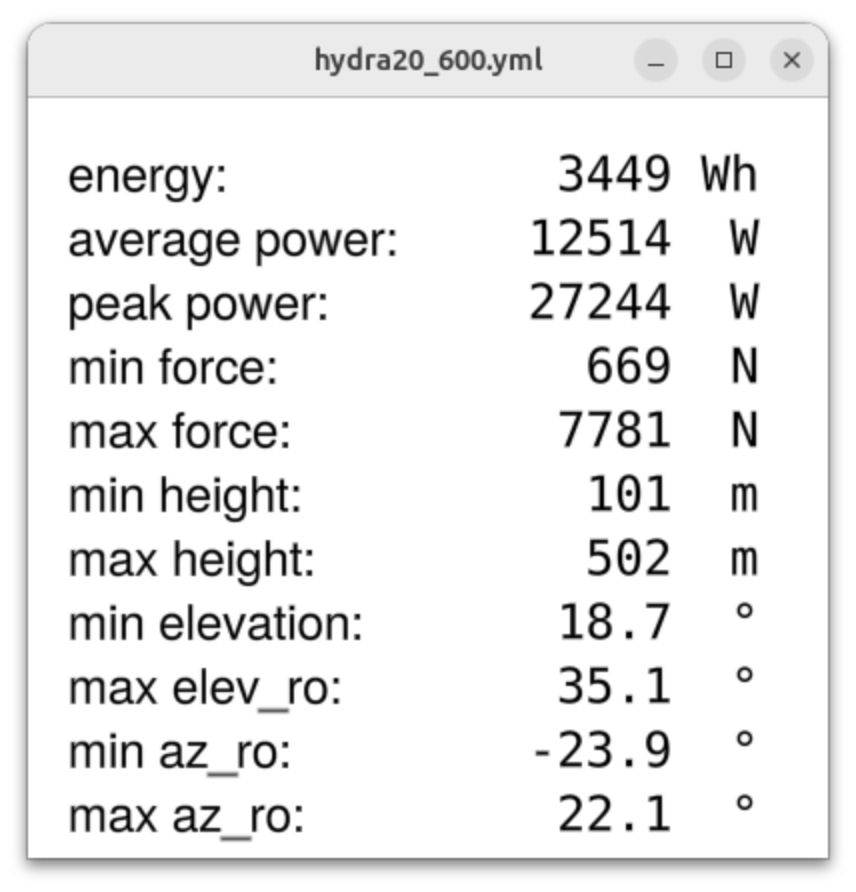 hydra20_600.yml
energy: 3449 Wh
average power: 12514 W
peak power: 27244 W
min force: 669 N
max force: 7781 N
min height: 101 m
max height: 502 m
min elevation: 18.7 °
max elev_ro: 35.1 °
min az_ro: -23.9 °
max az_ro: 22.1 °